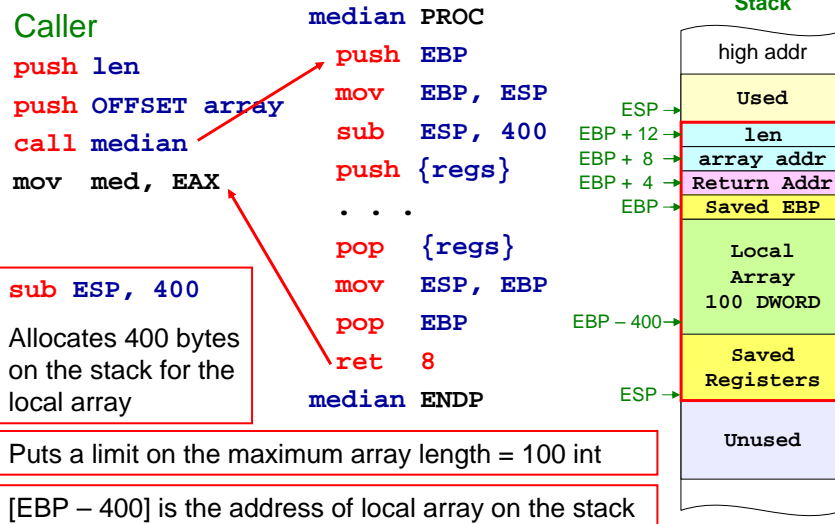 Caller
push len
push OFFSET array
call median
mov med, EAX
median PROC
push EBP
mov EBP, ESP
sub ESP, 400
push {regs}
. . .
pop {regs}
mov ESP, EBP
pop EBP
ret 8
median ENDP
sub ESP, 400
Allocates 400 bytes
on the stack for the
local array
Puts a limit on the maximum array length = 100 int
[EBP – 400] is the address of local array on the stack
Stack
high addr
Used
ESP
EBP + 12
len
EBP + 8
array addr
EBP + 4
Return Addr
EBP
Saved EBP
Local
Array
100 DWORD
EBP – 400
Saved
Registers
ESP
Unused